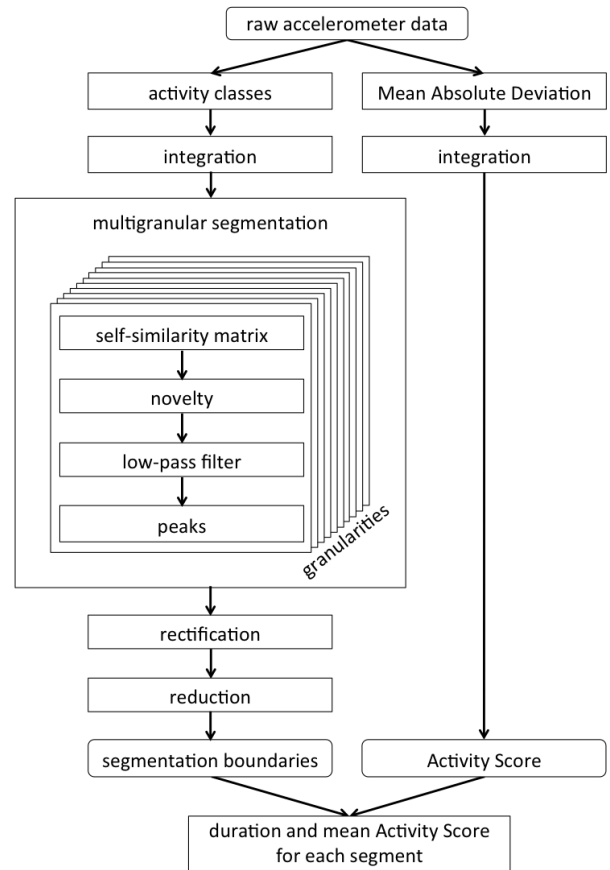 raw accelerometer data
activity classes
Mean Absolute Deviation
integration
integration
multigranular segmentation
self-similarity matrix
novelty
low-pass filter
peaks
granularities
rectification
reduction
segmentation boundaries
Activity Score
duration and mean Activity Score
for each segment